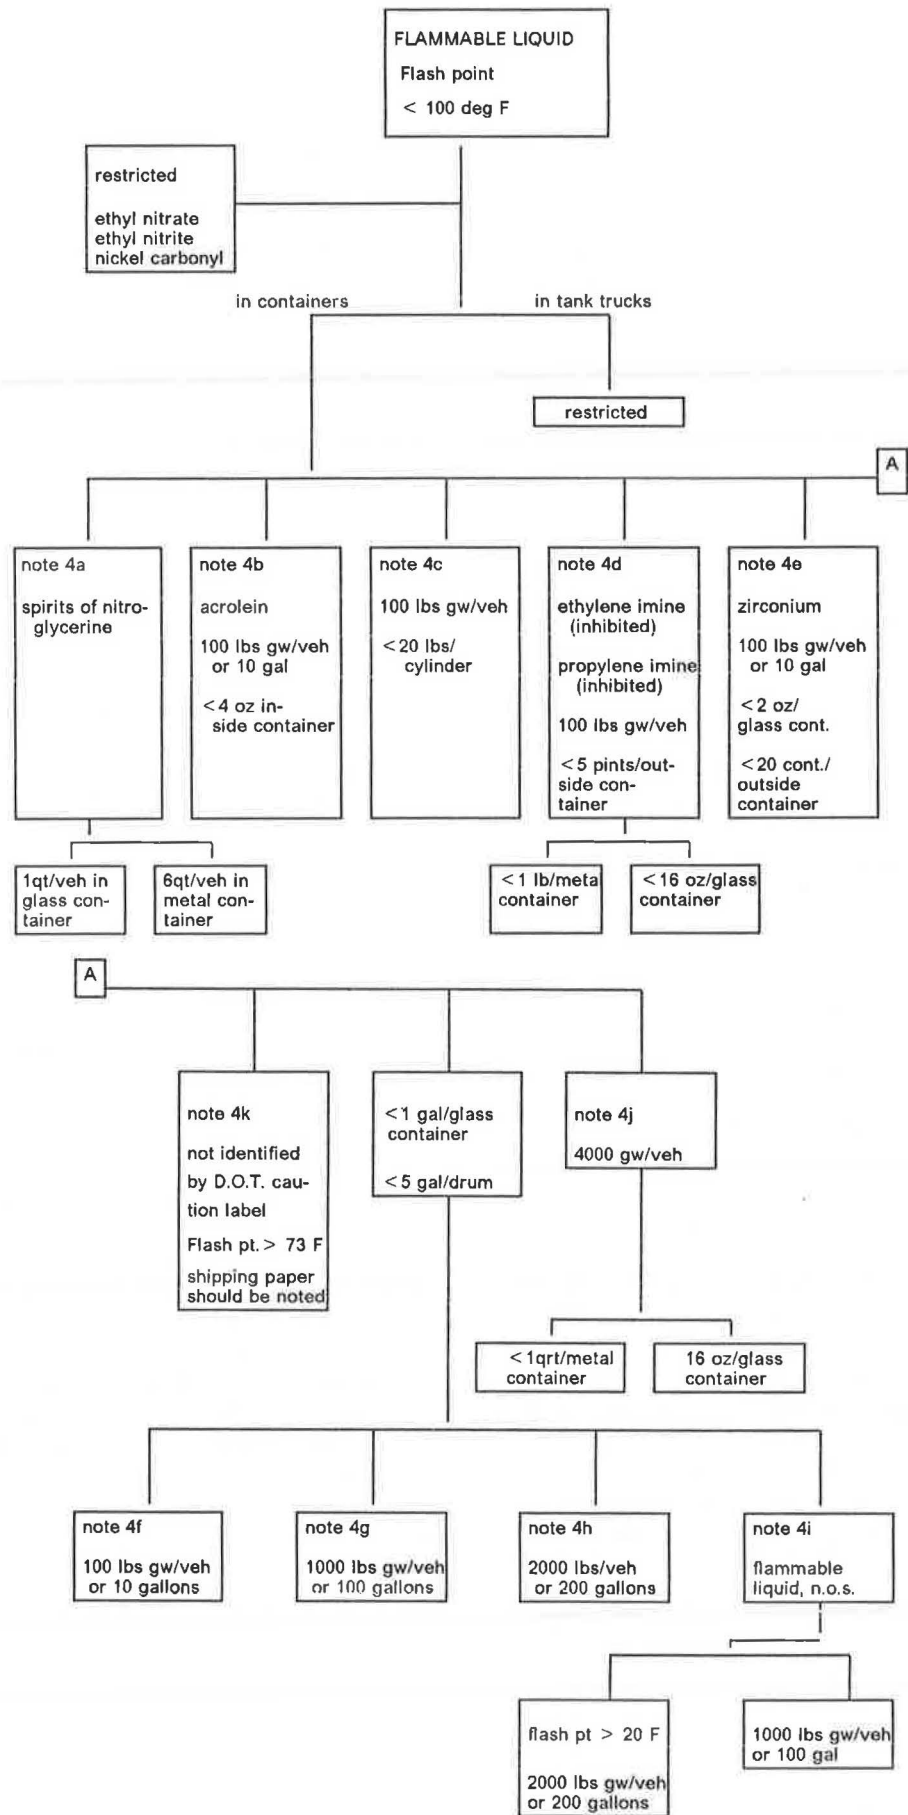 FLAMMABLE LIQUID
Flash point
< 100 deg F
restricted
ethyl nitrate
ethyl nitrite
nickel carbonyl
in containers
in tank trucks
restricted
A
note 4a
spirits of nitro-
glycerine
note 4b
acrolein
100 lbs gw/veh
or 10 gal
<4 oz in-
side container
note 4c
100 lbs gw/veh
<20 lbs/
cylinder
note 4d
ethylene imine
(inhibited)
propylene imine
(inhibited)
100 lbs gw/veh
<5 pints/out-
side con-
tainer
note 4e
zirconium
100 lbs gw/veh
or 10 gal
<2 oz/
glass cont.
<20 cont./
outside
container
1qt/veh in
glass con-
tainer
6qt/veh in
metal con-
tainer
<1 lb/metal
container
<16 oz/glass
container
A
note 4k
not identified
by D.O.T. cau-
tion label
Flash pt. > 73 F
shipping paper
should be noted
<1 gal/glass
container
<5 gal/drum
note 4j
4000 gw/veh
<1qrt/metal
container
16 oz/glass
container
note 4f
100 lbs gw/veh
or 10 gallons
note 4g
1000 lbs gw/veh
or 100 gallons
note 4h
2000 lbs/veh
or 200 gallons
note 4i
flammable
liquid, n.o.s.
flash pt > 20 F
2000 lbs gw/veh
or 200 gallons
1000 lbs gw/veh
or 100 gal